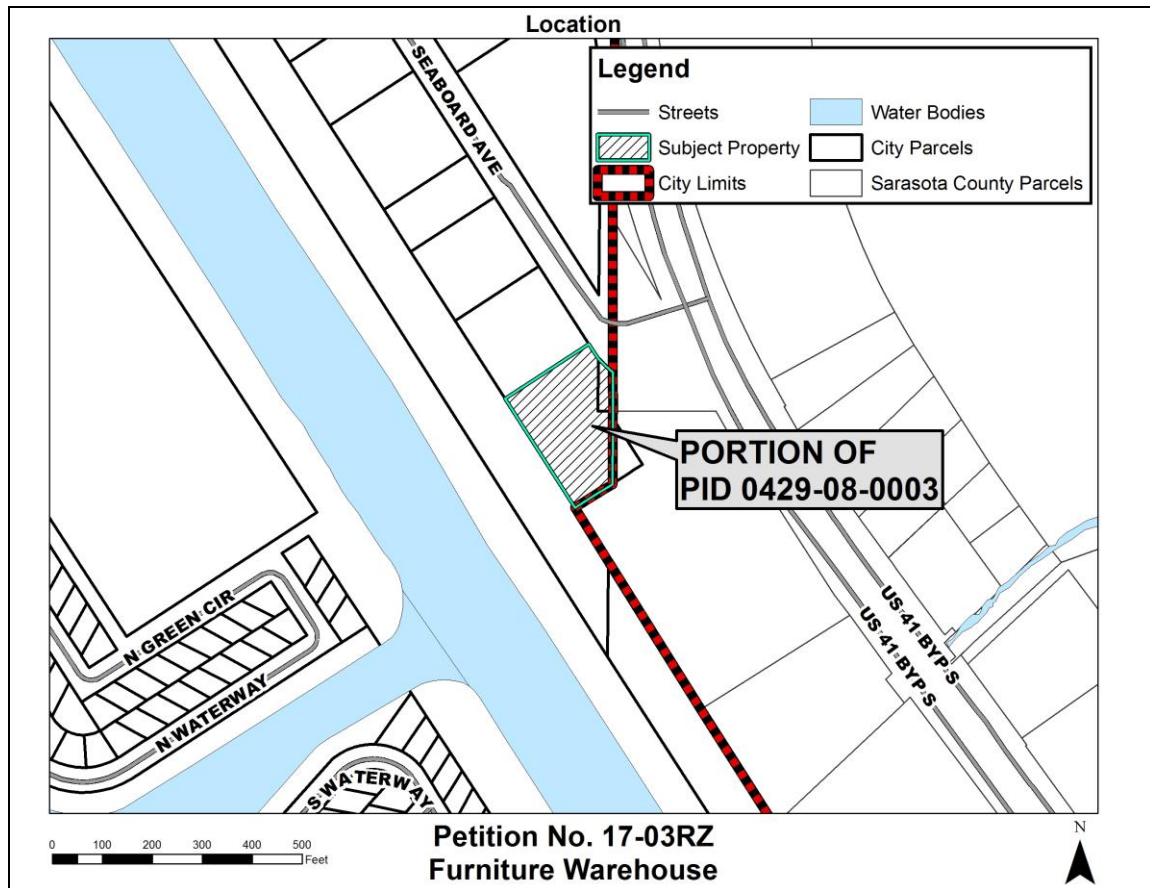 Location
SEABOARD AVE
Legend
Streets
Water Bodies
Subject Property
City Parcels
City Limits
Sarasota County Parcels
PORTION OF
PID 0429-08-0003
N GREEN CIR
N WATERWAY
S WATERWAY
US 41 BYP S
US 41 BYP S
0 100 200 300 400 500
Feet
Petition No. 17-03RZ
Furniture Warehouse
N